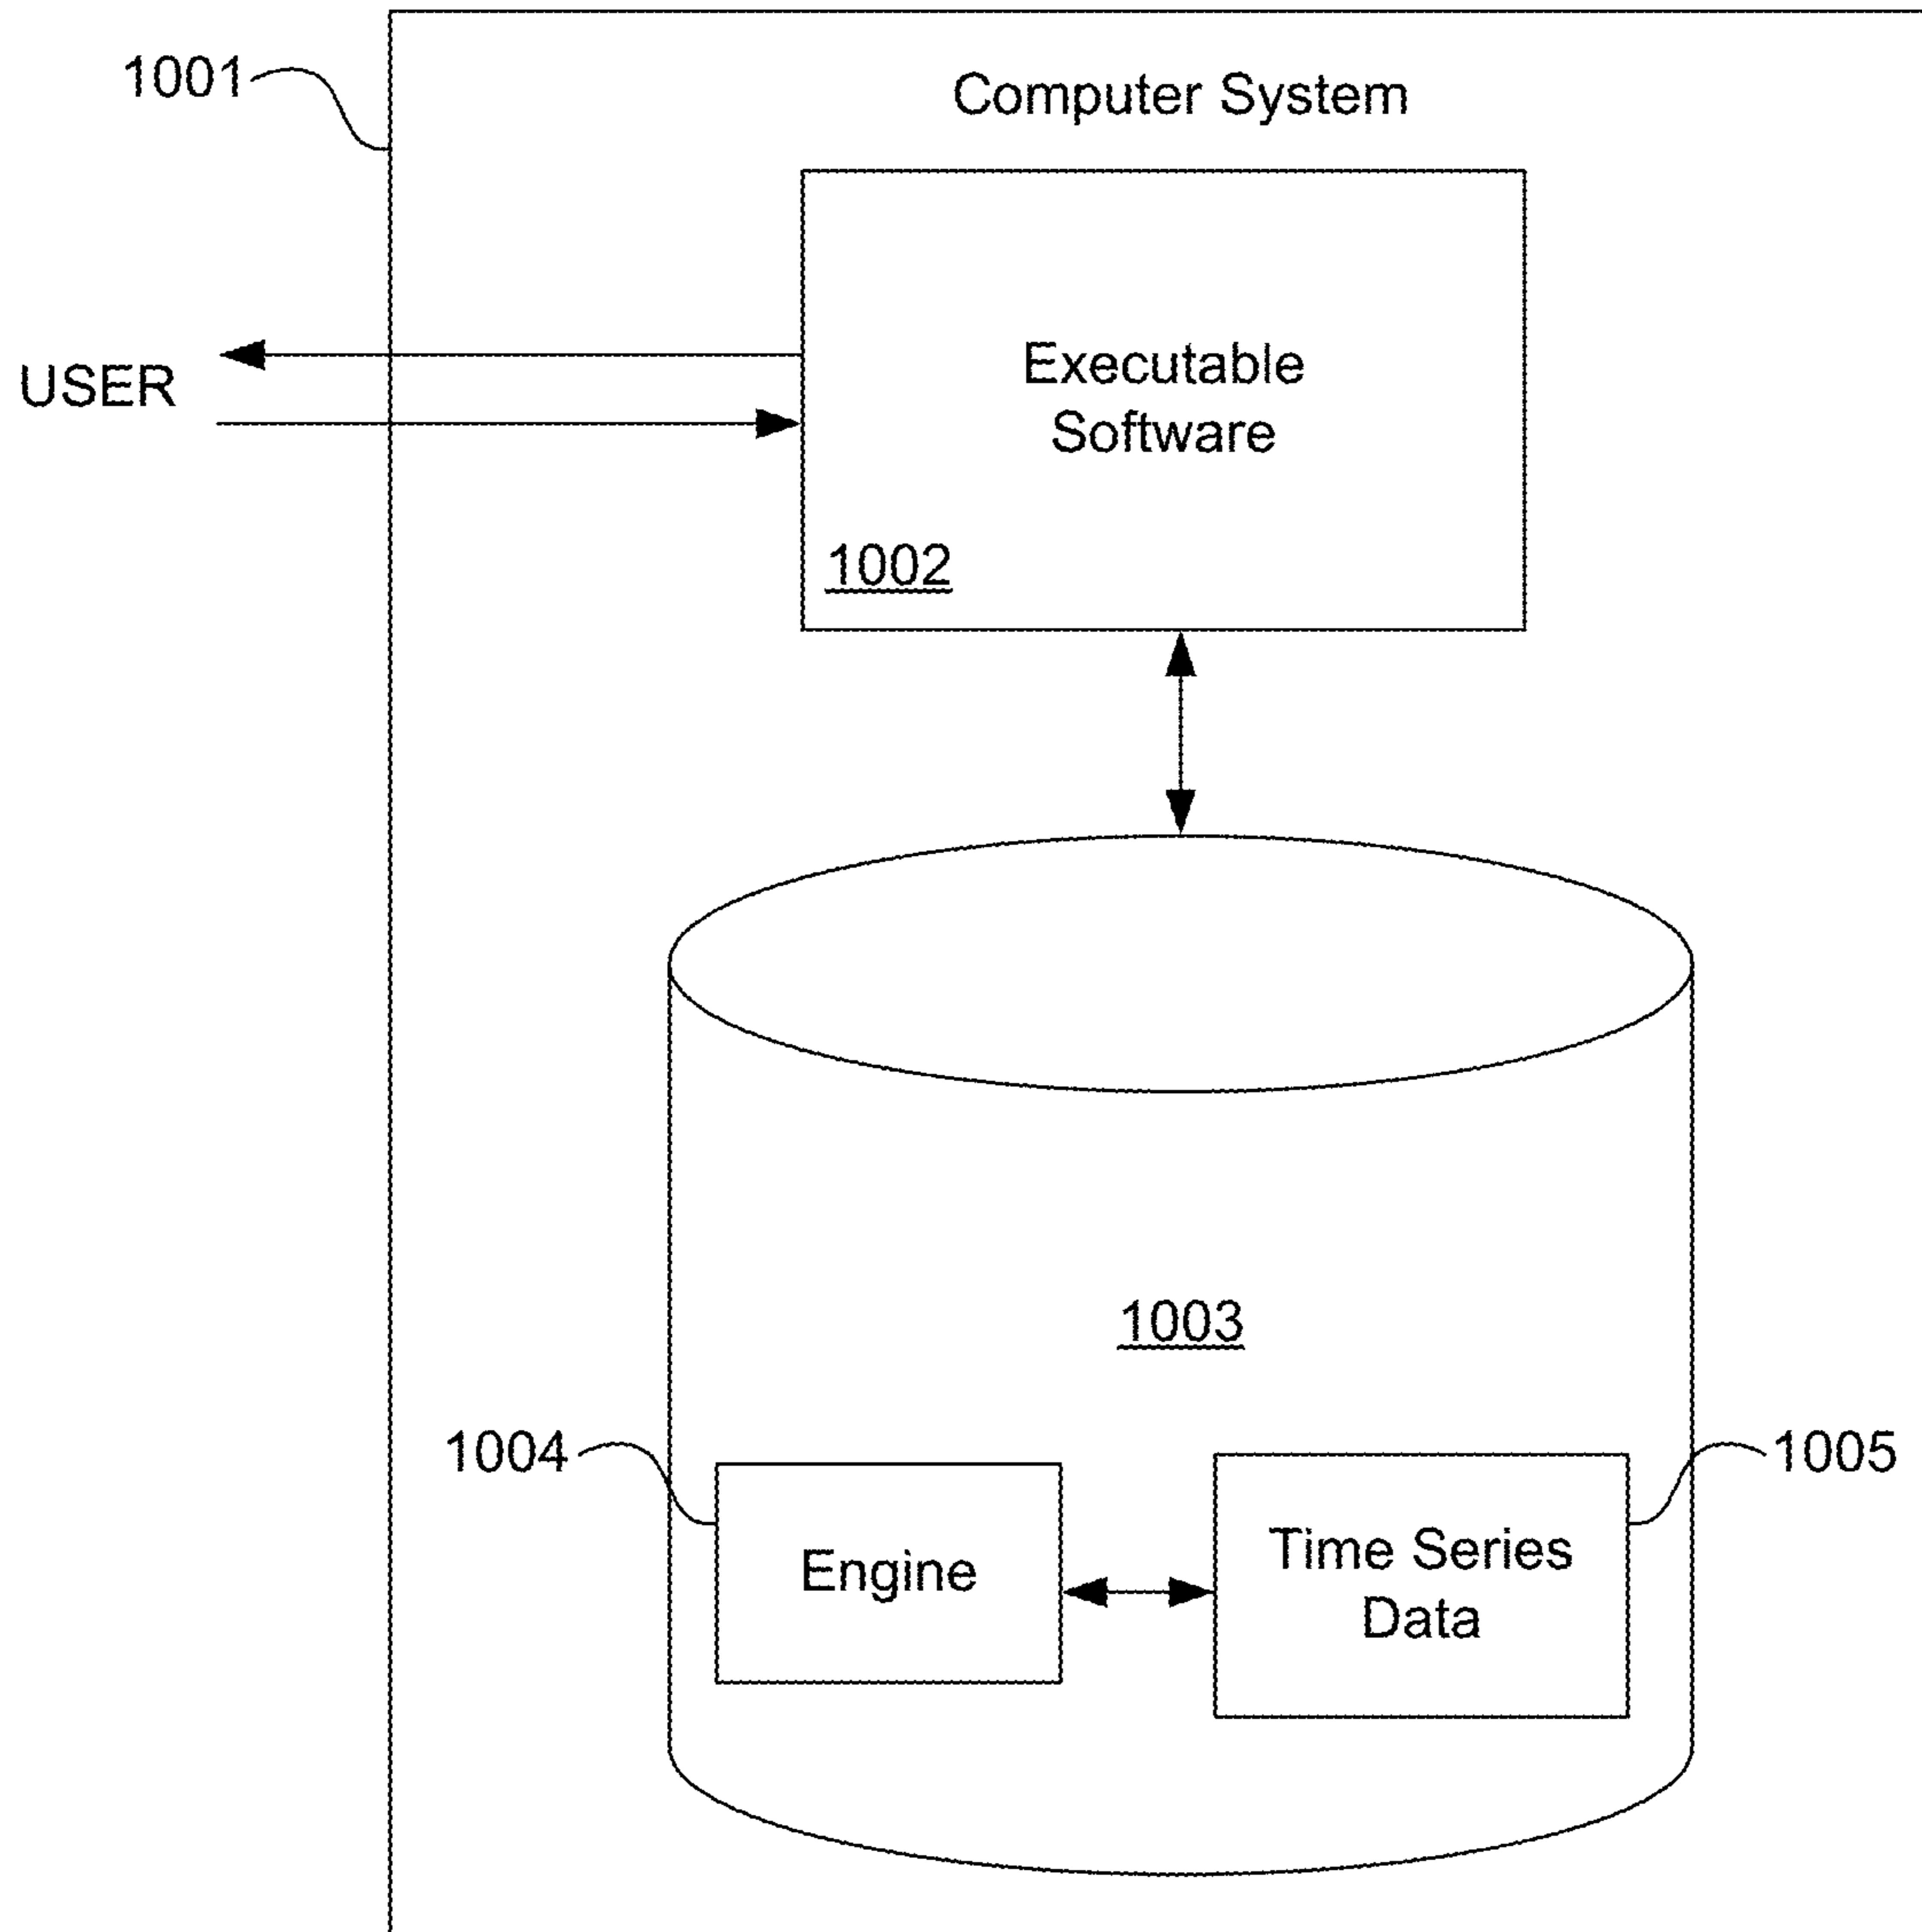 1001
Computer System
USER
Executable
Software
1002
1003
1004
1005
Engine
Time Series
Data